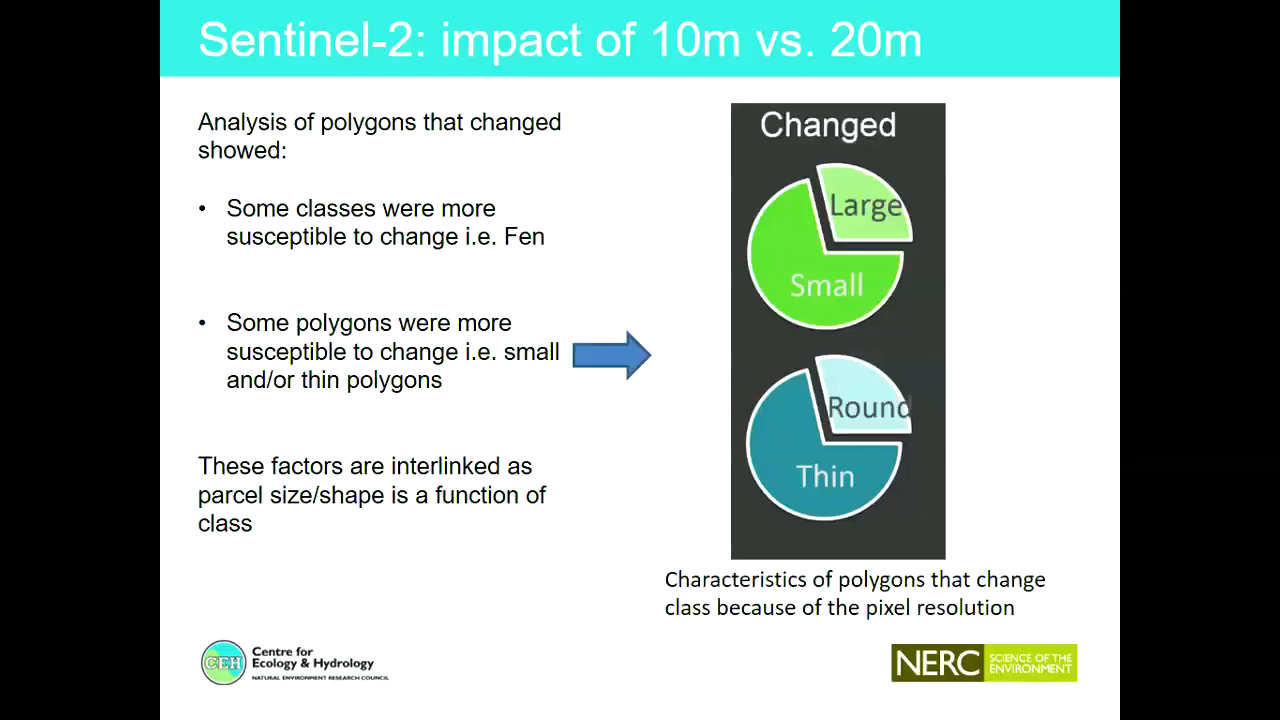 Sentinel-2: impact of 10m vs. 20m
Analysis of polygons that changed
showed:
• Some classes were more
susceptible to change i.e. Fen
• Some polygons were more
susceptible to change i.e. small
and/or thin polygons
These factors are interlinked as
parcel size/shape is a function of
class
Changed
Large
Small
Round
Thin
Characteristics of polygons that change
class because of the pixel resolution
CEH
Centre for
Ecology & Hydrology
NATURAL ENVIRONMENT RESEARCH COUNCIL
NERC
SCIENCE OF THE
ENVIRONMENT